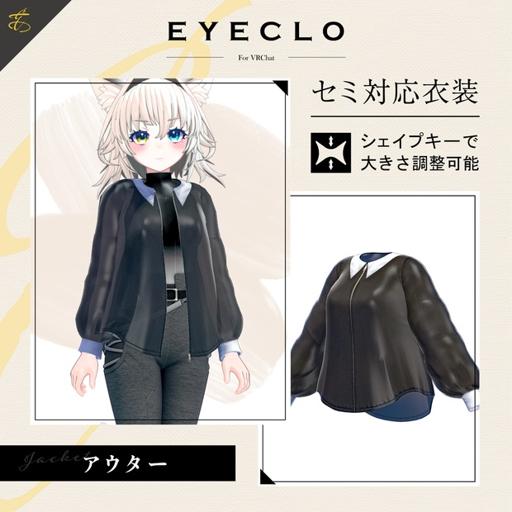 EYECLO
For VRChat
セミ対応衣装
シェイプキーで
大きさ調整可能
Jacket
アウター